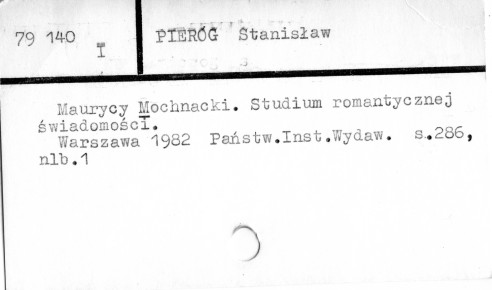 79 140 I PIERÓG Stanisław
Maurycy Mochnacki. Studium romantycznej
świadomości.
Warszawa 1982 Państw.Inst.Wydaw. s.286,
nlb.1